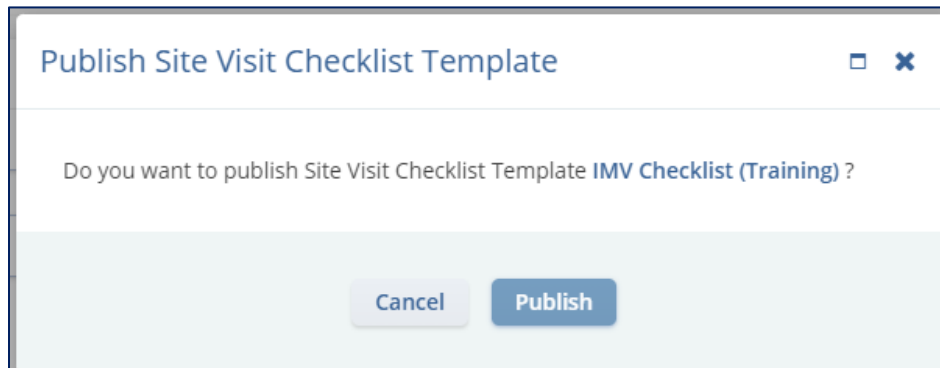 Publish Site Visit Checklist Template
Do you want to publish Site Visit Checklist Template IMV Checklist (Training) ?
Cancel Publish